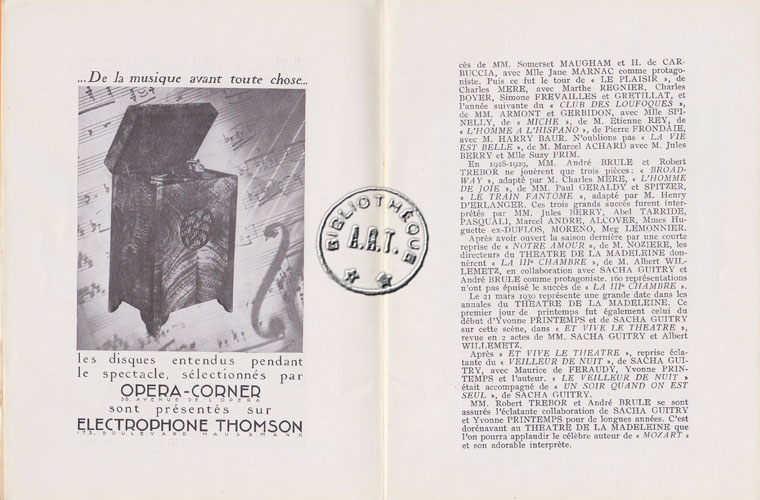 ...De la musique avant toute chose...
les disques entendus pendant
le spectacle, sélectionnés par
OPERA-CORNER
36, AVENUE DE L'OPERA
sont présentés sur
ELECTROPHONE THOMSON
173, BOULEVARD HAUSSMANN
BIBLIOTHÈQUE
A.R.T.
cès de MM. Somerset MAUGHAM et H. de CAR-
BUCCIA, avec Mlle Jane MARNAC comme protago-
niste. Puis ce fut le tour de « LE PLAISIR », de
Charles MERE, avec Marthe REGNIER, Charles
BOYER, Simone FREVAILLES et GRETILLAT, et
l'année suivante du « CLUB DES LOUFOQUES »,
de MM. ARMONT et GERBIDON, avec Mlle SPI-
NELLY, de « MICHE », de M. Etienne REY, de
« L'HOMME A L'HISPANO », de Pierre FRONDAIE,
avec M. HARRY BAUR. N'oublions pas « LA VIE
EST BELLE », de M. Marcel ACHARD avec M. Jules
BERRY et Mlle Suzy PRIM.
En 1928-1929, MM. André BRULE et Robert
TREBOR ne jouèrent que trois pièces : « BROAD-
WAY », adapté par M. Charles MERE, « L'HOMME
DE JOIE », de MM. Paul GERALDY et SPITZER,
« LE TRAIN FANTOME », adapté par M. Henry
D'ERLANGER. Ces trois grands succès furent inter-
prétés par MM. Jules BERRY, Abel TARRIDE,
PASQUALI, Marcel ANDRE, ALCOVER, Mmes Hu-
guette ex-DUFLOS, MORENO, Meg LEMONNIER.
Après avoir ouvert la saison dernière par une courte
reprise de « NOTRE AMOUR », de M. NOZIERE, les
directeurs du THEATRE DE LA MADELEINE don-
nèrent « LA IIIe CHAMBRE », de M. Albert WIL-
LEMETZ, en collaboration avec SACHA GUITRY et
André BRULE comme protagoniste. 160 représentations
n'ont pas épuisé le succès de « LA IIIe CHAMBRE ».
Le 21 mars 1930 représente une grande date dans les
annales du THEATRE DE LA MADELEINE. Ce
premier jour de printemps fut également celui du
début d'Yvonne PRINTEMPS et de SACHA GUITRY
sur cette scène, dans « ET VIVE LE THEATRE »,
revue en 2 actes de MM. SACHA GUITRY et Albert
WILLEMETZ.
Après « ET VIVE LE THEATRE », reprise écla-
tante du « VEILLEUR DE NUIT », de SACHA GUI-
TRY, avec Maurice de FERAUDY, Yvonne PRIN-
TEMPS et l'auteur. « LE VEILLEUR DE NUIT »
était accompagné de « UN SOIR QUAND ON EST
SEUL », de SACHA GUITRY.
MM. Robert TREBOR et André BRULE se sont
assurés l'éclatante collaboration de SACHA GUITRY
et Yvonne PRINTEMPS pour de longues années. C'est
dorénavant au THEATRE DE LA MADELEINE que
l'on pourra applaudir le célèbre auteur de « MOZART »
et son adorable interprète.